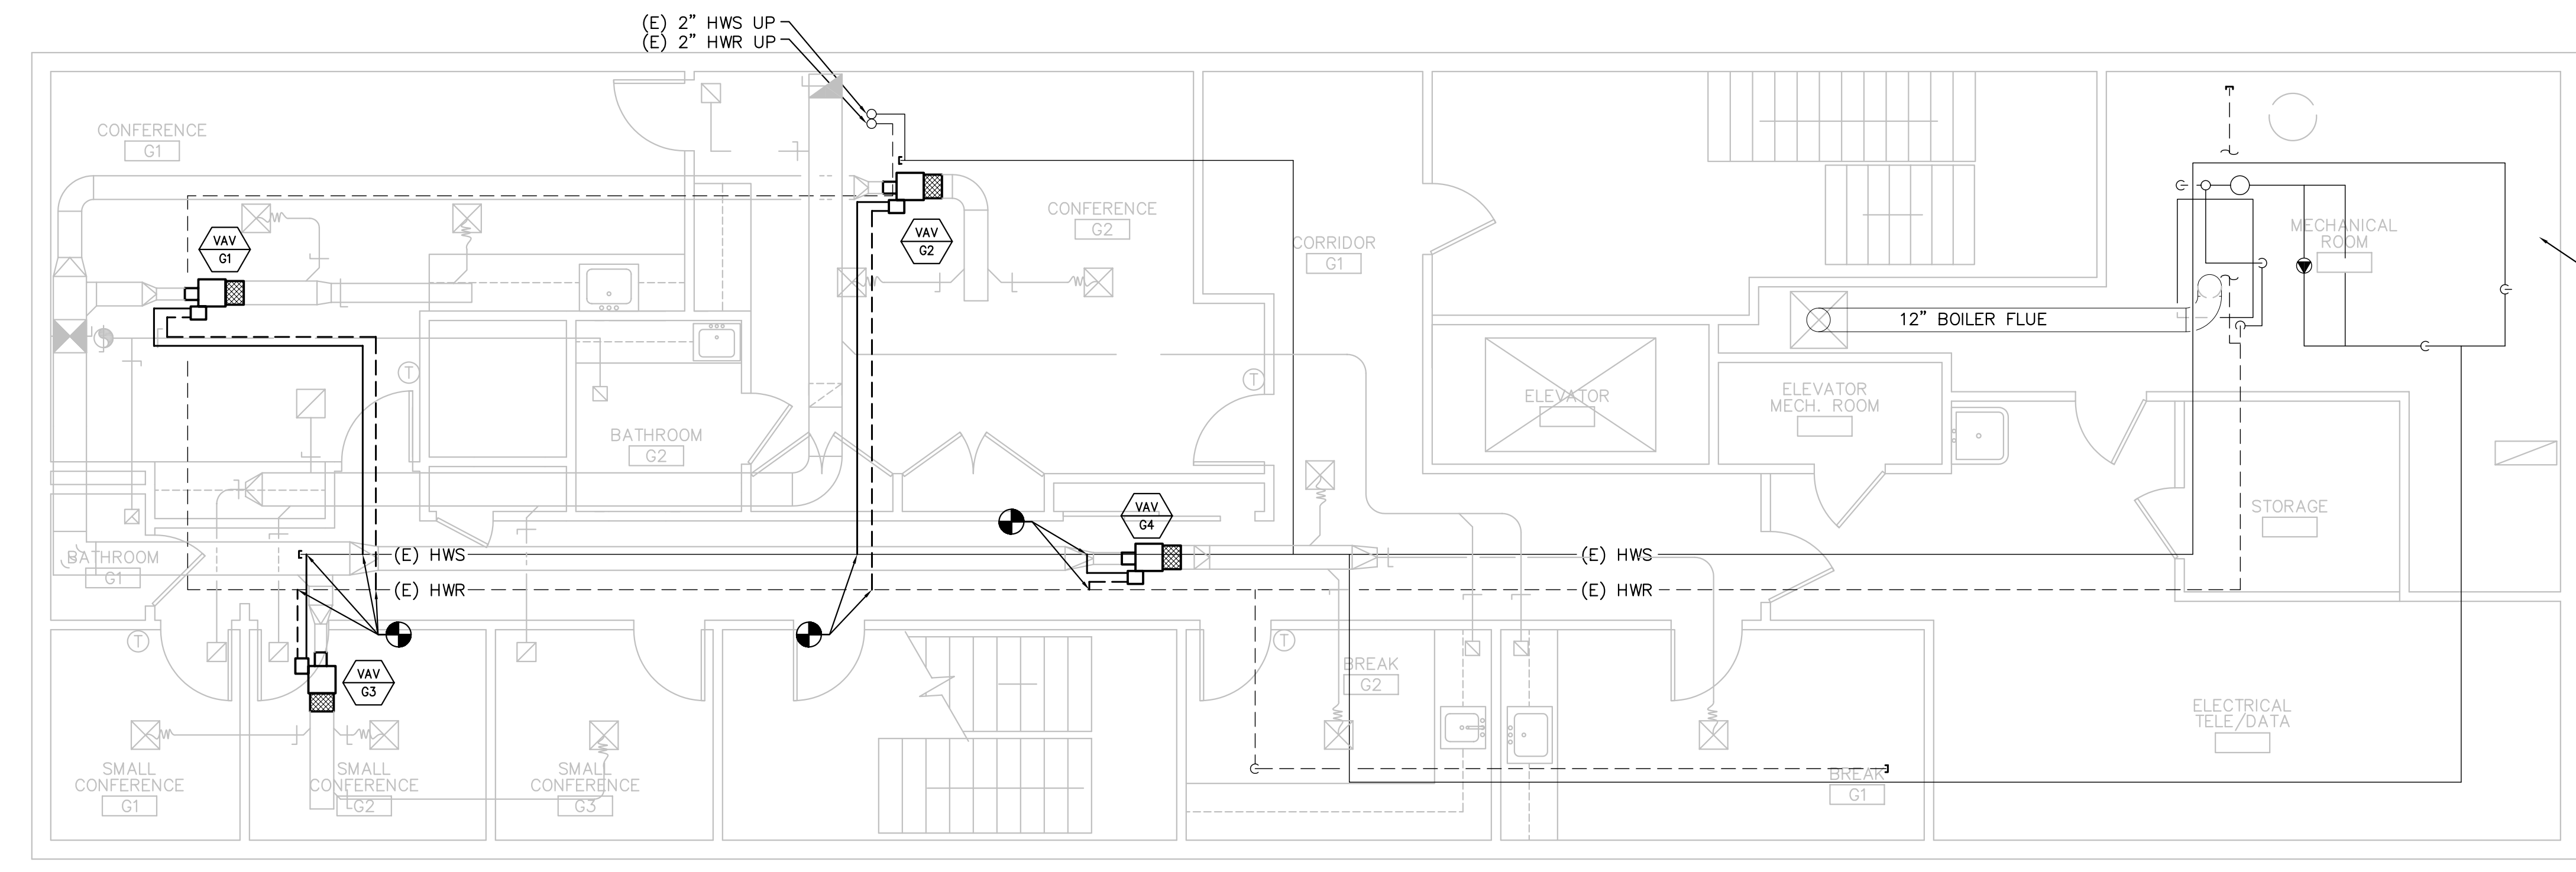 (E) 2" HWS UP
(E) 2" HWR UP
CONFERENCE
G1
VAV
G1
VAV
G2
CONFERENCE
G2
CORRIDOR
G1
MECHANICAL
ROOM
12" BOILER FLUE
T
T
ELEVATOR
ELEVATOR
MECH. ROOM
BATHROOM
G2
VAV
G4
STORAGE
BATHROOM
G1
(E) HWS
(E) HWS
(E) HWR
(E) HWR
T
T
VAV
G3
BREAK
G2
ELECTRICAL
TELE/DATA
SMALL
CONFERENCE
G1
SMALL
CONFERENCE
G2
SMALL
CONFERENCE
G3
BREAK
G1